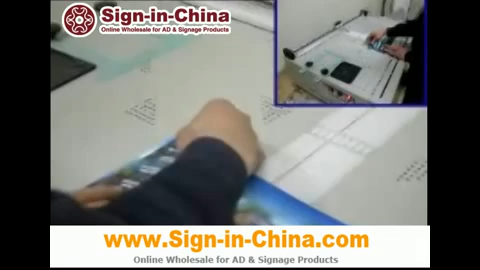 Sign-in-China
Online Wholesale for AD & Signage Products
www.Sign-in-China.com
Online Wholesale for AD & Signage Products